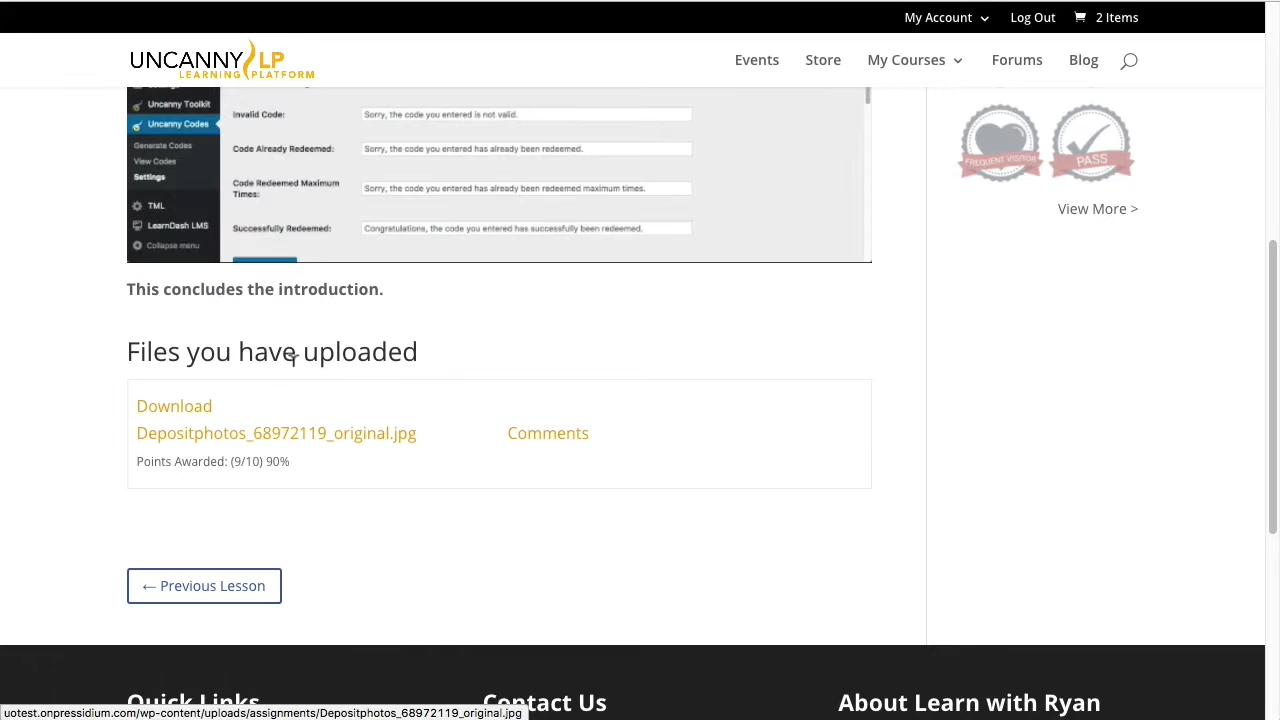 My Account
Log Out
2 Items
UNCANNY LP
LEARNING PLATFORM
Events
Store
My Courses
Forums
Blog
Uncanny Toolkit
Uncanny Codes
Generate Codes
View Codes
Settings
TML
LearnDash LMS
Collapse menu
Invalid Code:
Sorry, the code you entered is not valid.
Code Already Redeemed:
Sorry, the code you entered has already been redeemed.
Code Redeemed Maximum
Times:
Sorry, the code you entered has already been redeemed maximum times.
Successfully Redeemed:
Congratulations, the code you entered has successfully been redeemed.
FREQUENT VISITOR
PASS
View More >
This concludes the introduction.
Files you have uploaded
Download
Depositphotos_68972119_original.jpg
Comments
Points Awarded: (9/10) 90%
← Previous Lesson
Quick Links
Contact Us
About Learn with Ryan
uotest.onpressidium.com/wp-content/uploads/assignments/Depositphotos_68972119_original.jpg